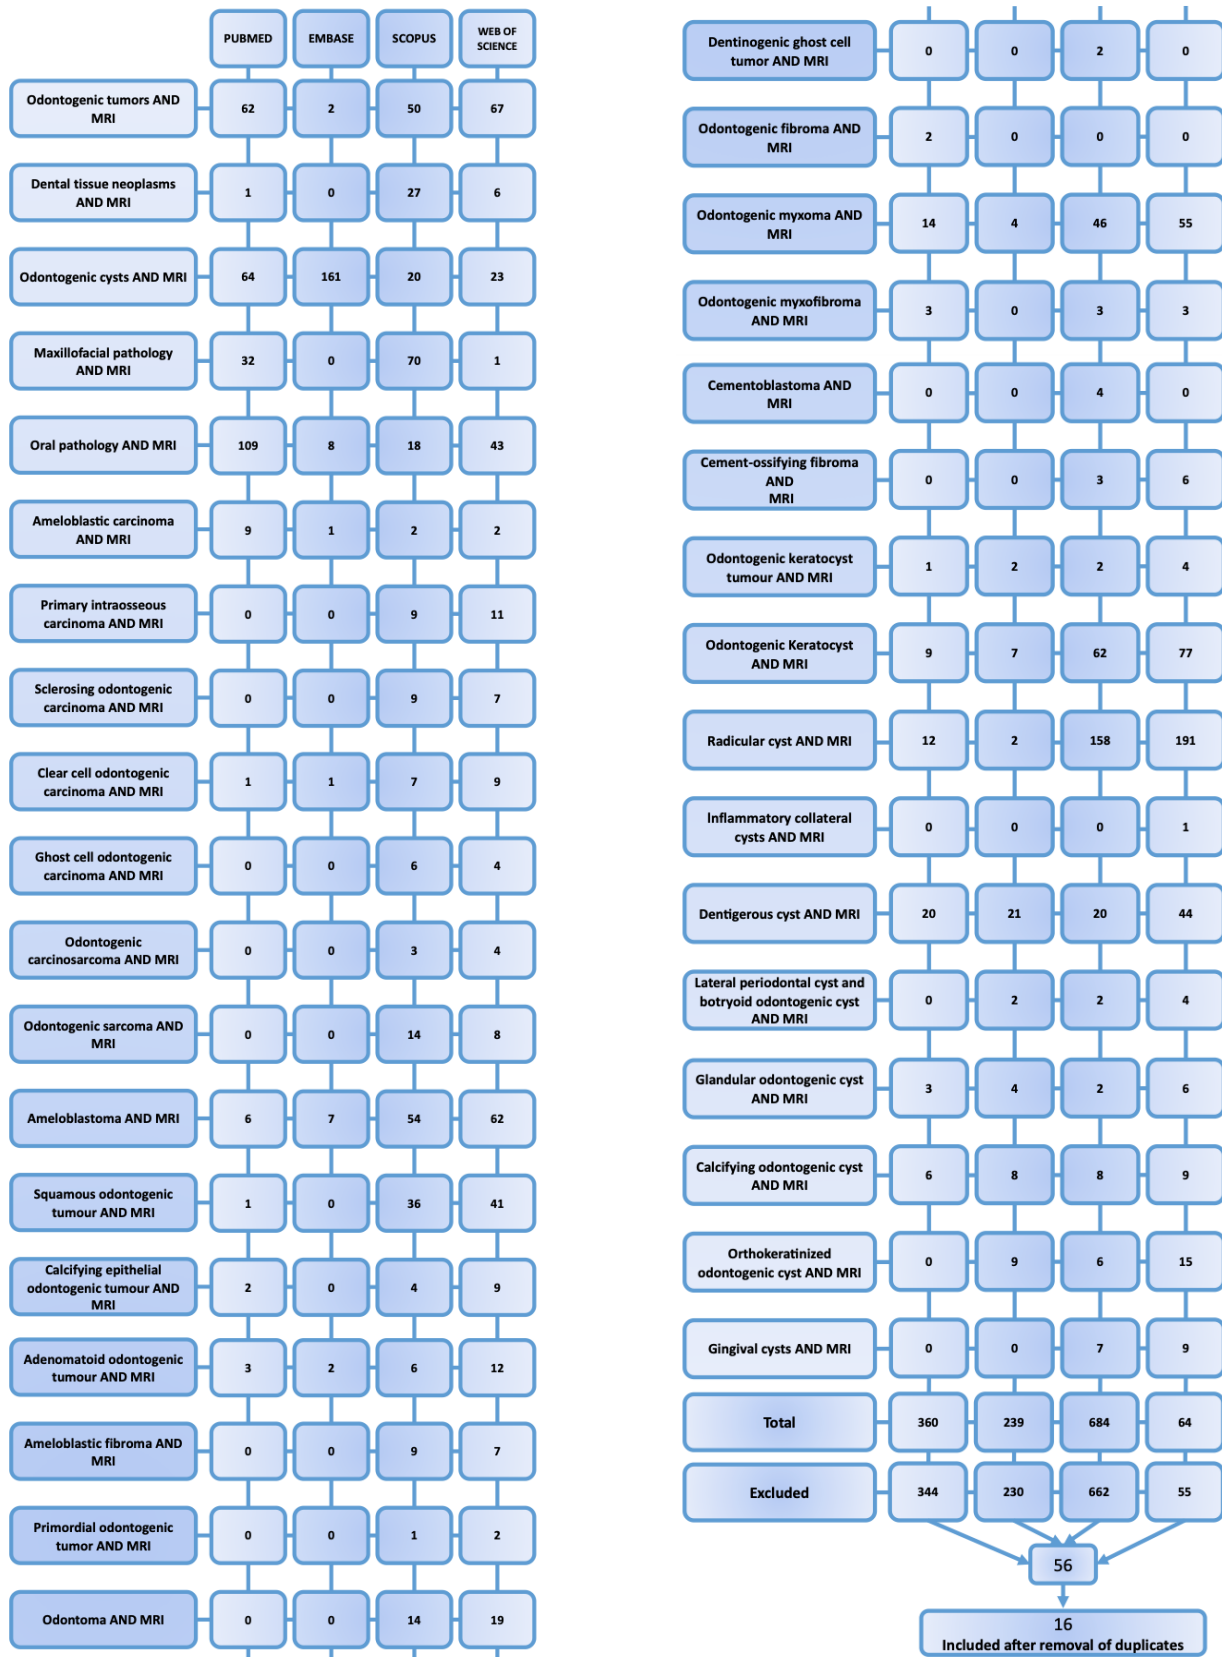 PUBMED
EMBASE
SCOPUS
WEB OF
SCIENCE
Odontogenic tumors AND
MRI
62
2
50
67
Dental tissue neoplasms
AND MRI
1
0
27
6
Odontogenic cysts AND MRI
64
161
20
23
Maxillofacial pathology
AND MRI
32
0
70
1
Oral pathology AND MRI
109
8
18
43
Ameloblastic carcinoma
AND MRI
9
1
2
2
Primary intraosseous
carcinoma AND MRI
0
0
9
11
Sclerosing odontogenic
carcinoma AND MRI
0
0
9
7
Clear cell odontogenic
carcinoma AND MRI
1
1
7
9
Ghost cell odontogenic
carcinoma AND MRI
0
0
6
4
Odontogenic
carcinosarcoma AND MRI
0
0
3
4
Odontogenic sarcoma AND
MRI
0
0
14
8
Ameloblastoma AND MRI
6
7
54
62
Squamous odontogenic
tumour AND MRI
1
0
36
41
Calcifying epithelial
odontogenic tumour AND
MRI
2
0
4
9
Adenomatoid odontogenic
tumour AND MRI
3
2
6
12
Ameloblastic fibroma AND
MRI
0
0
9
7
Primordial odontogenic
tumor AND MRI
0
0
1
2
Odontoma AND MRI
0
0
14
19
Dentinogenic ghost cell
tumor AND MRI
0
0
2
0
Odontogenic fibroma AND
MRI
2
0
0
0
Odontogenic myxoma AND
MRI
14
4
46
55
Odontogenic myxofibroma
AND MRI
3
0
3
3
Cementoblastoma AND
MRI
0
0
4
0
Cement-ossifying fibroma
AND
MRI
0
0
3
6
Odontogenic keratocyst
tumour AND MRI
1
2
2
4
Odontogenic Keratocyst
AND MRI
9
7
62
77
Radicular cyst AND MRI
12
2
158
191
Inflammatory collateral
cysts AND MRI
0
0
0
1
Dentigerous cyst AND MRI
20
21
20
44
Lateral periodontal cyst and
botryoid odontogenic cyst
AND MRI
0
2
2
4
Glandular odontogenic cyst
AND MRI
3
4
2
6
Calcifying odontogenic cyst
AND MRI
6
8
8
9
Orthokeratinized
odontogenic cyst AND MRI
0
9
6
15
Gingival cysts AND MRI
0
0
7
9
Total
360
239
684
64
Excluded
344
230
662
55
56
16
Included after removal of duplicates